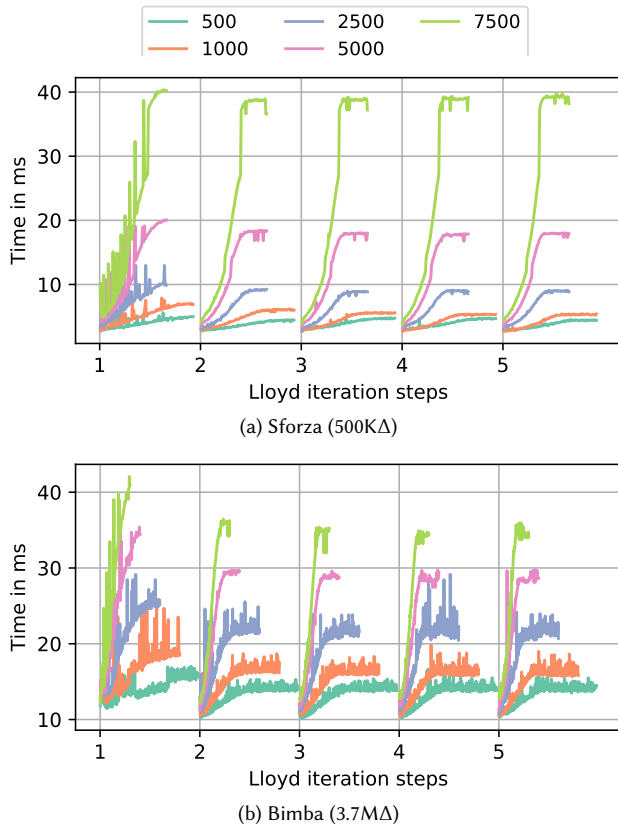 500 2500 7500
1000 5000
40
30
20
10
Time in ms
1 2 3 4 5
Lloyd iteration steps
(a) Sforza (500KΔ)
40
30
20
10
Time in ms
1 2 3 4 5
Lloyd iteration steps
(b) Bimba (3.7MΔ)